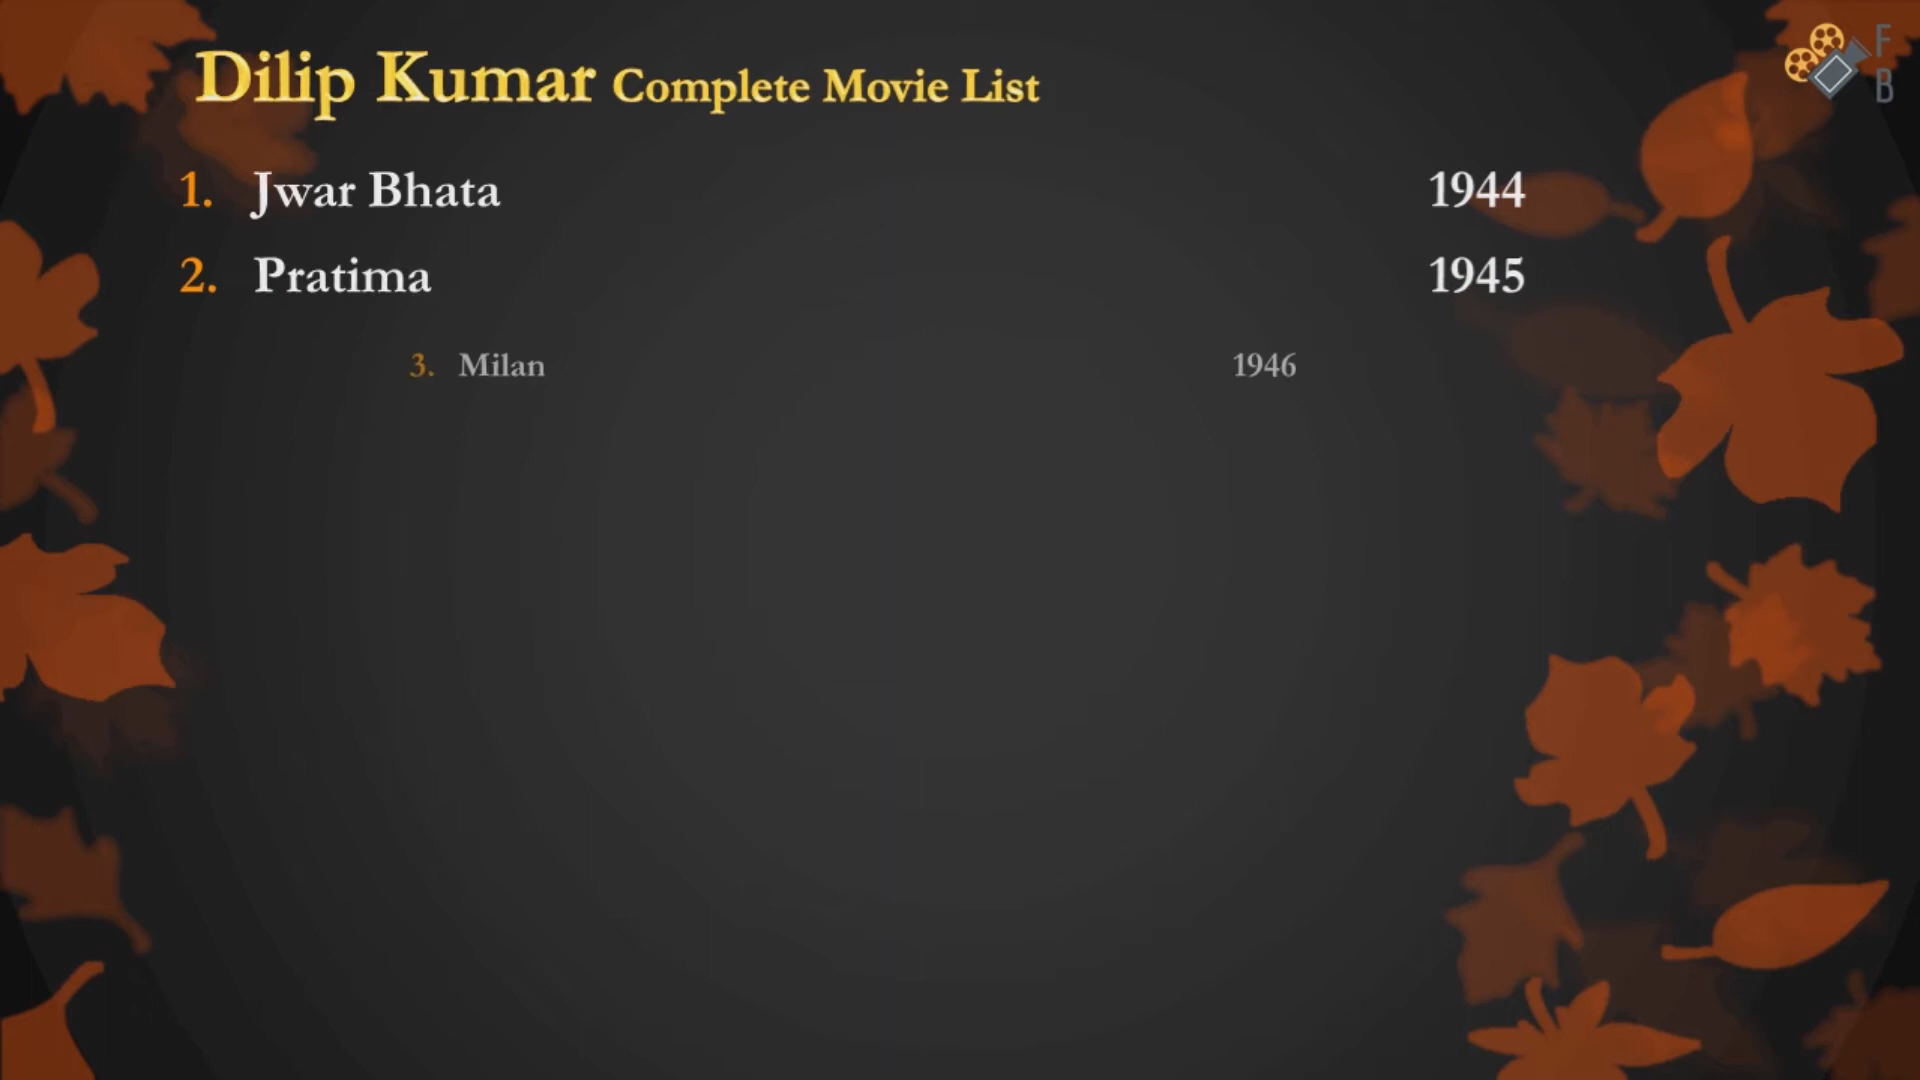 Dilip Kumar Complete Movie List
F
B
1. Jwar Bhata 1944
2. Pratima 1945
3. Milan 1946